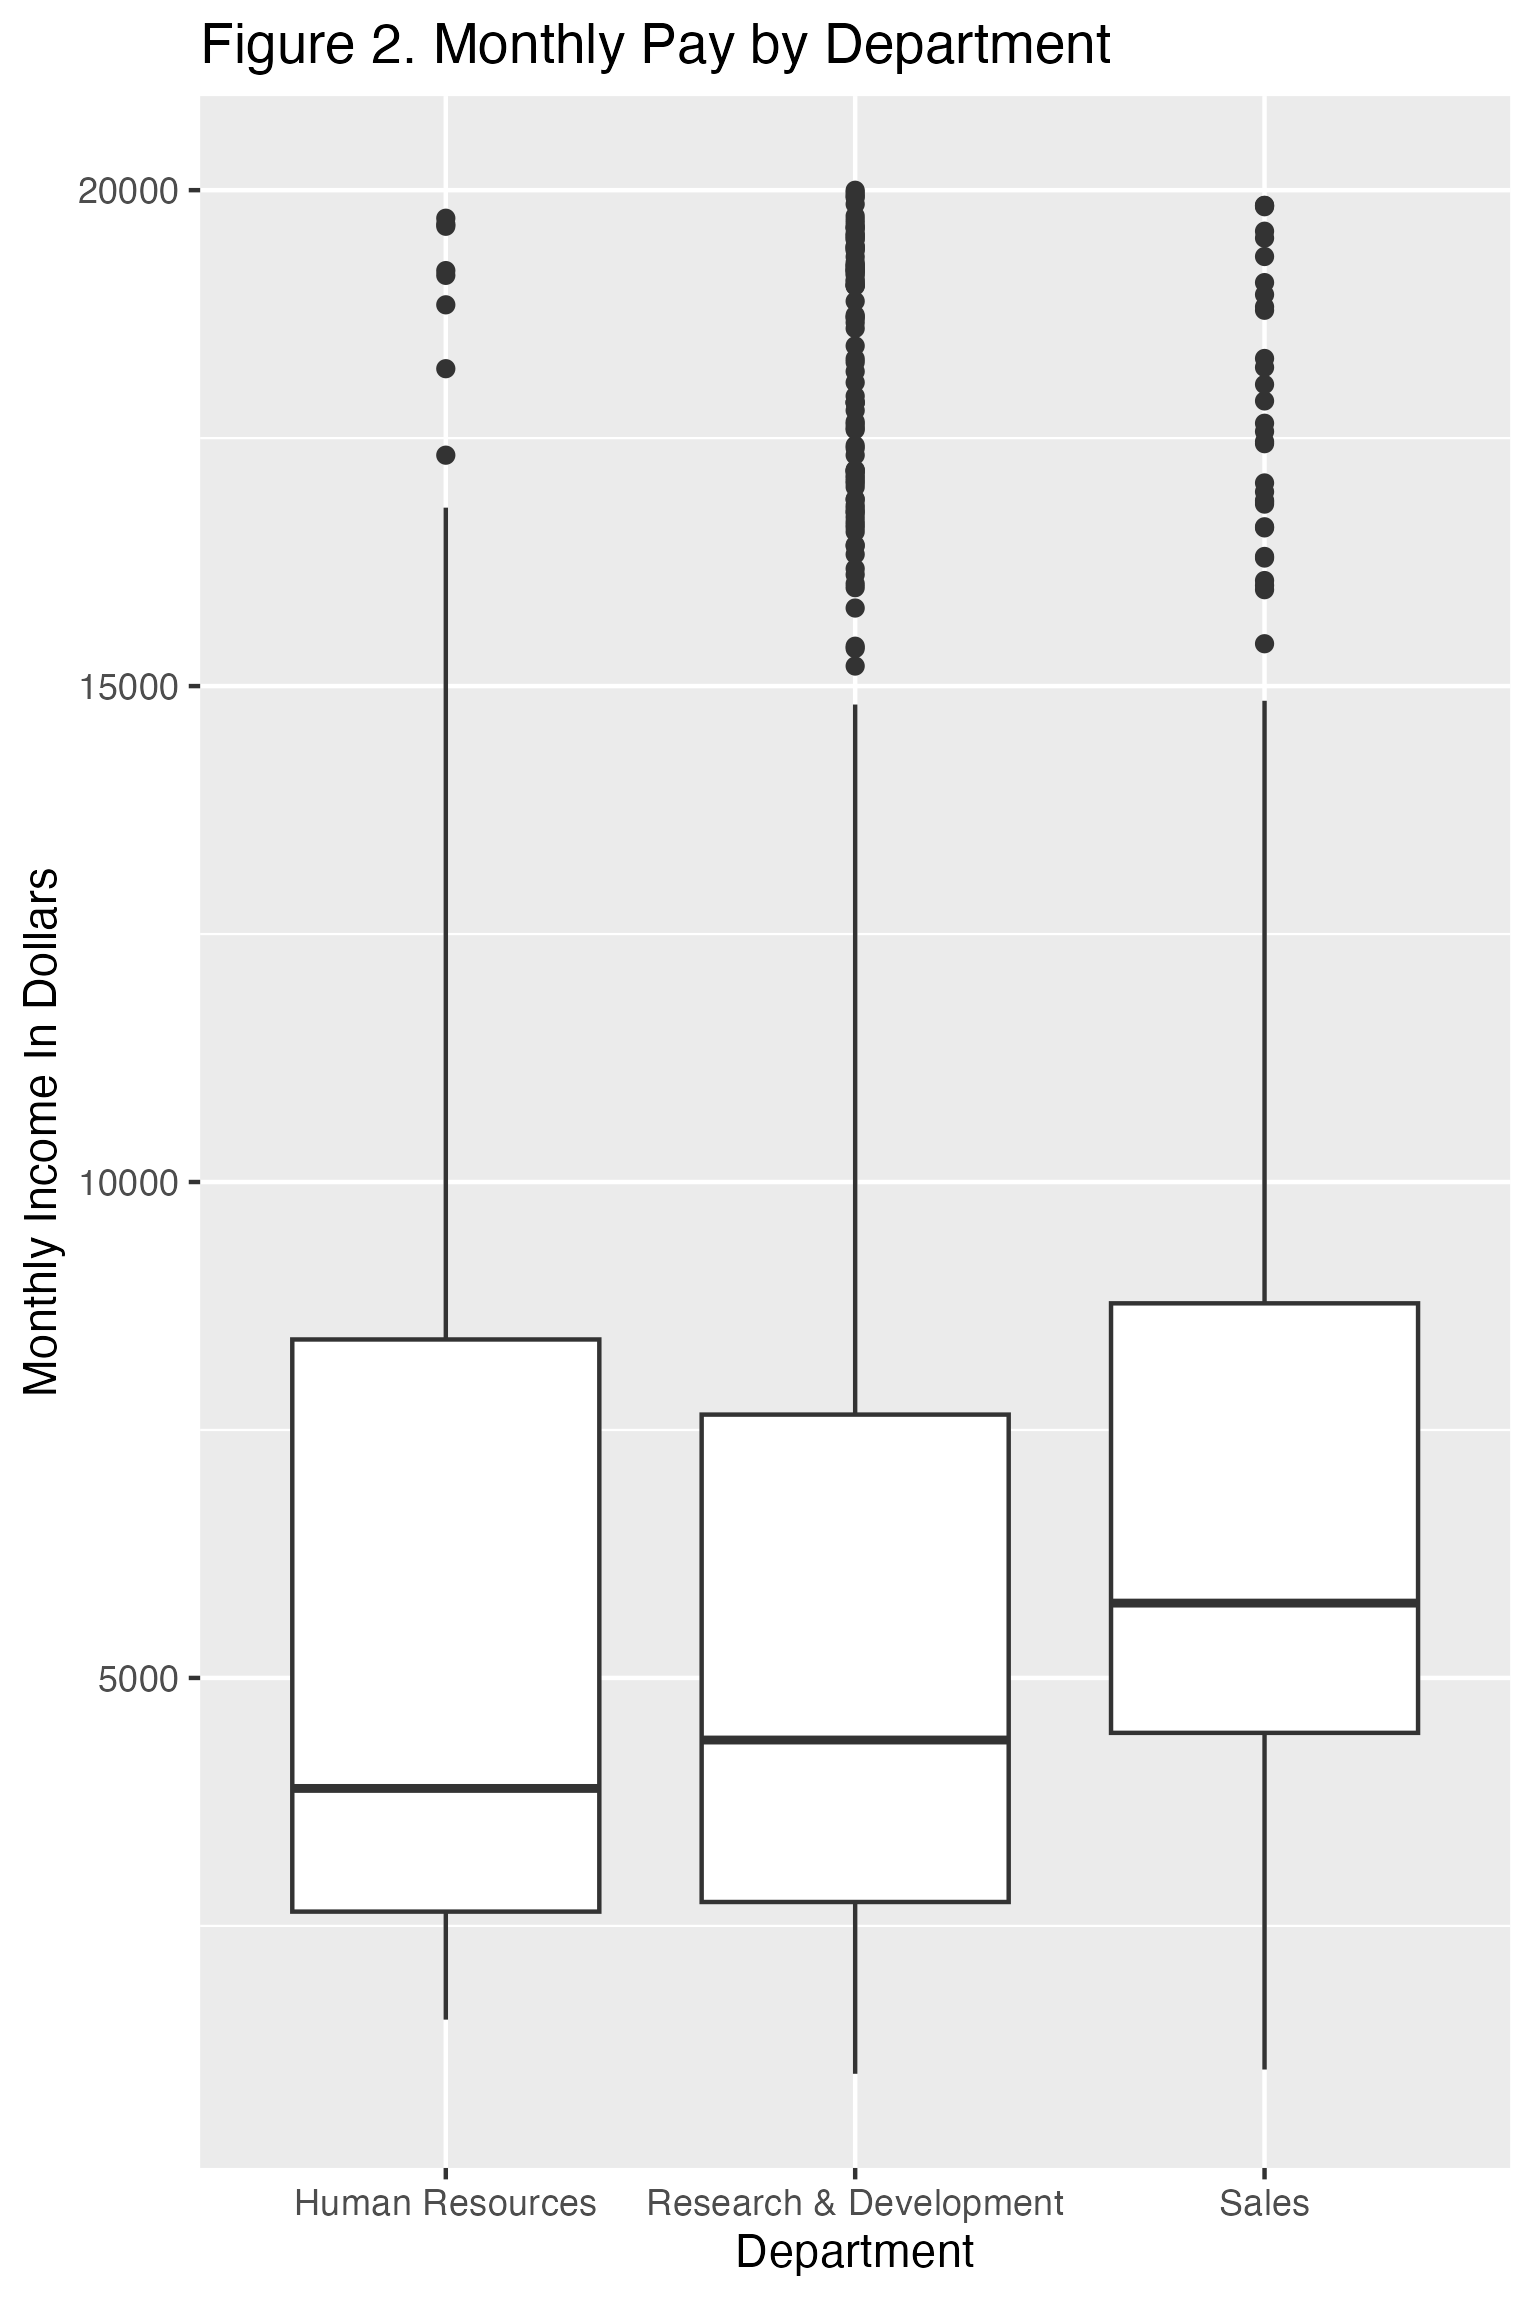 Figure 2. Monthly Pay by Department
Monthly Income In Dollars
20000
15000
10000
5000
Human Resources
Research & Development
Sales
Department